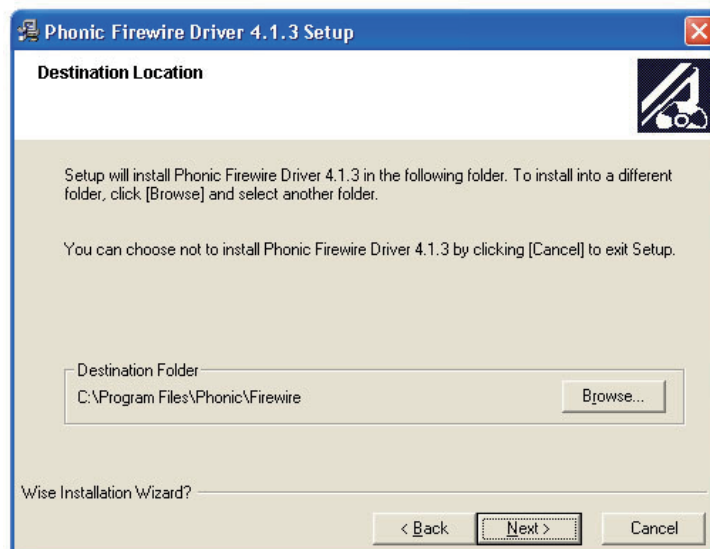 Phonic Firewire Driver 4.1.3 Setup
Destination Location
Setup will install Phonic Firewire Driver 4.1.3 in the following folder. To install into a different
folder, click [Browse] and select another folder.
You can choose not to install Phonic Firewire Driver 4.1.3 by clicking [Cancel] to exit Setup.
Destination Folder
C:\Program Files\Phonic\Firewire
Browse...
Wise Installation Wizard?
< Back
Next >
Cancel